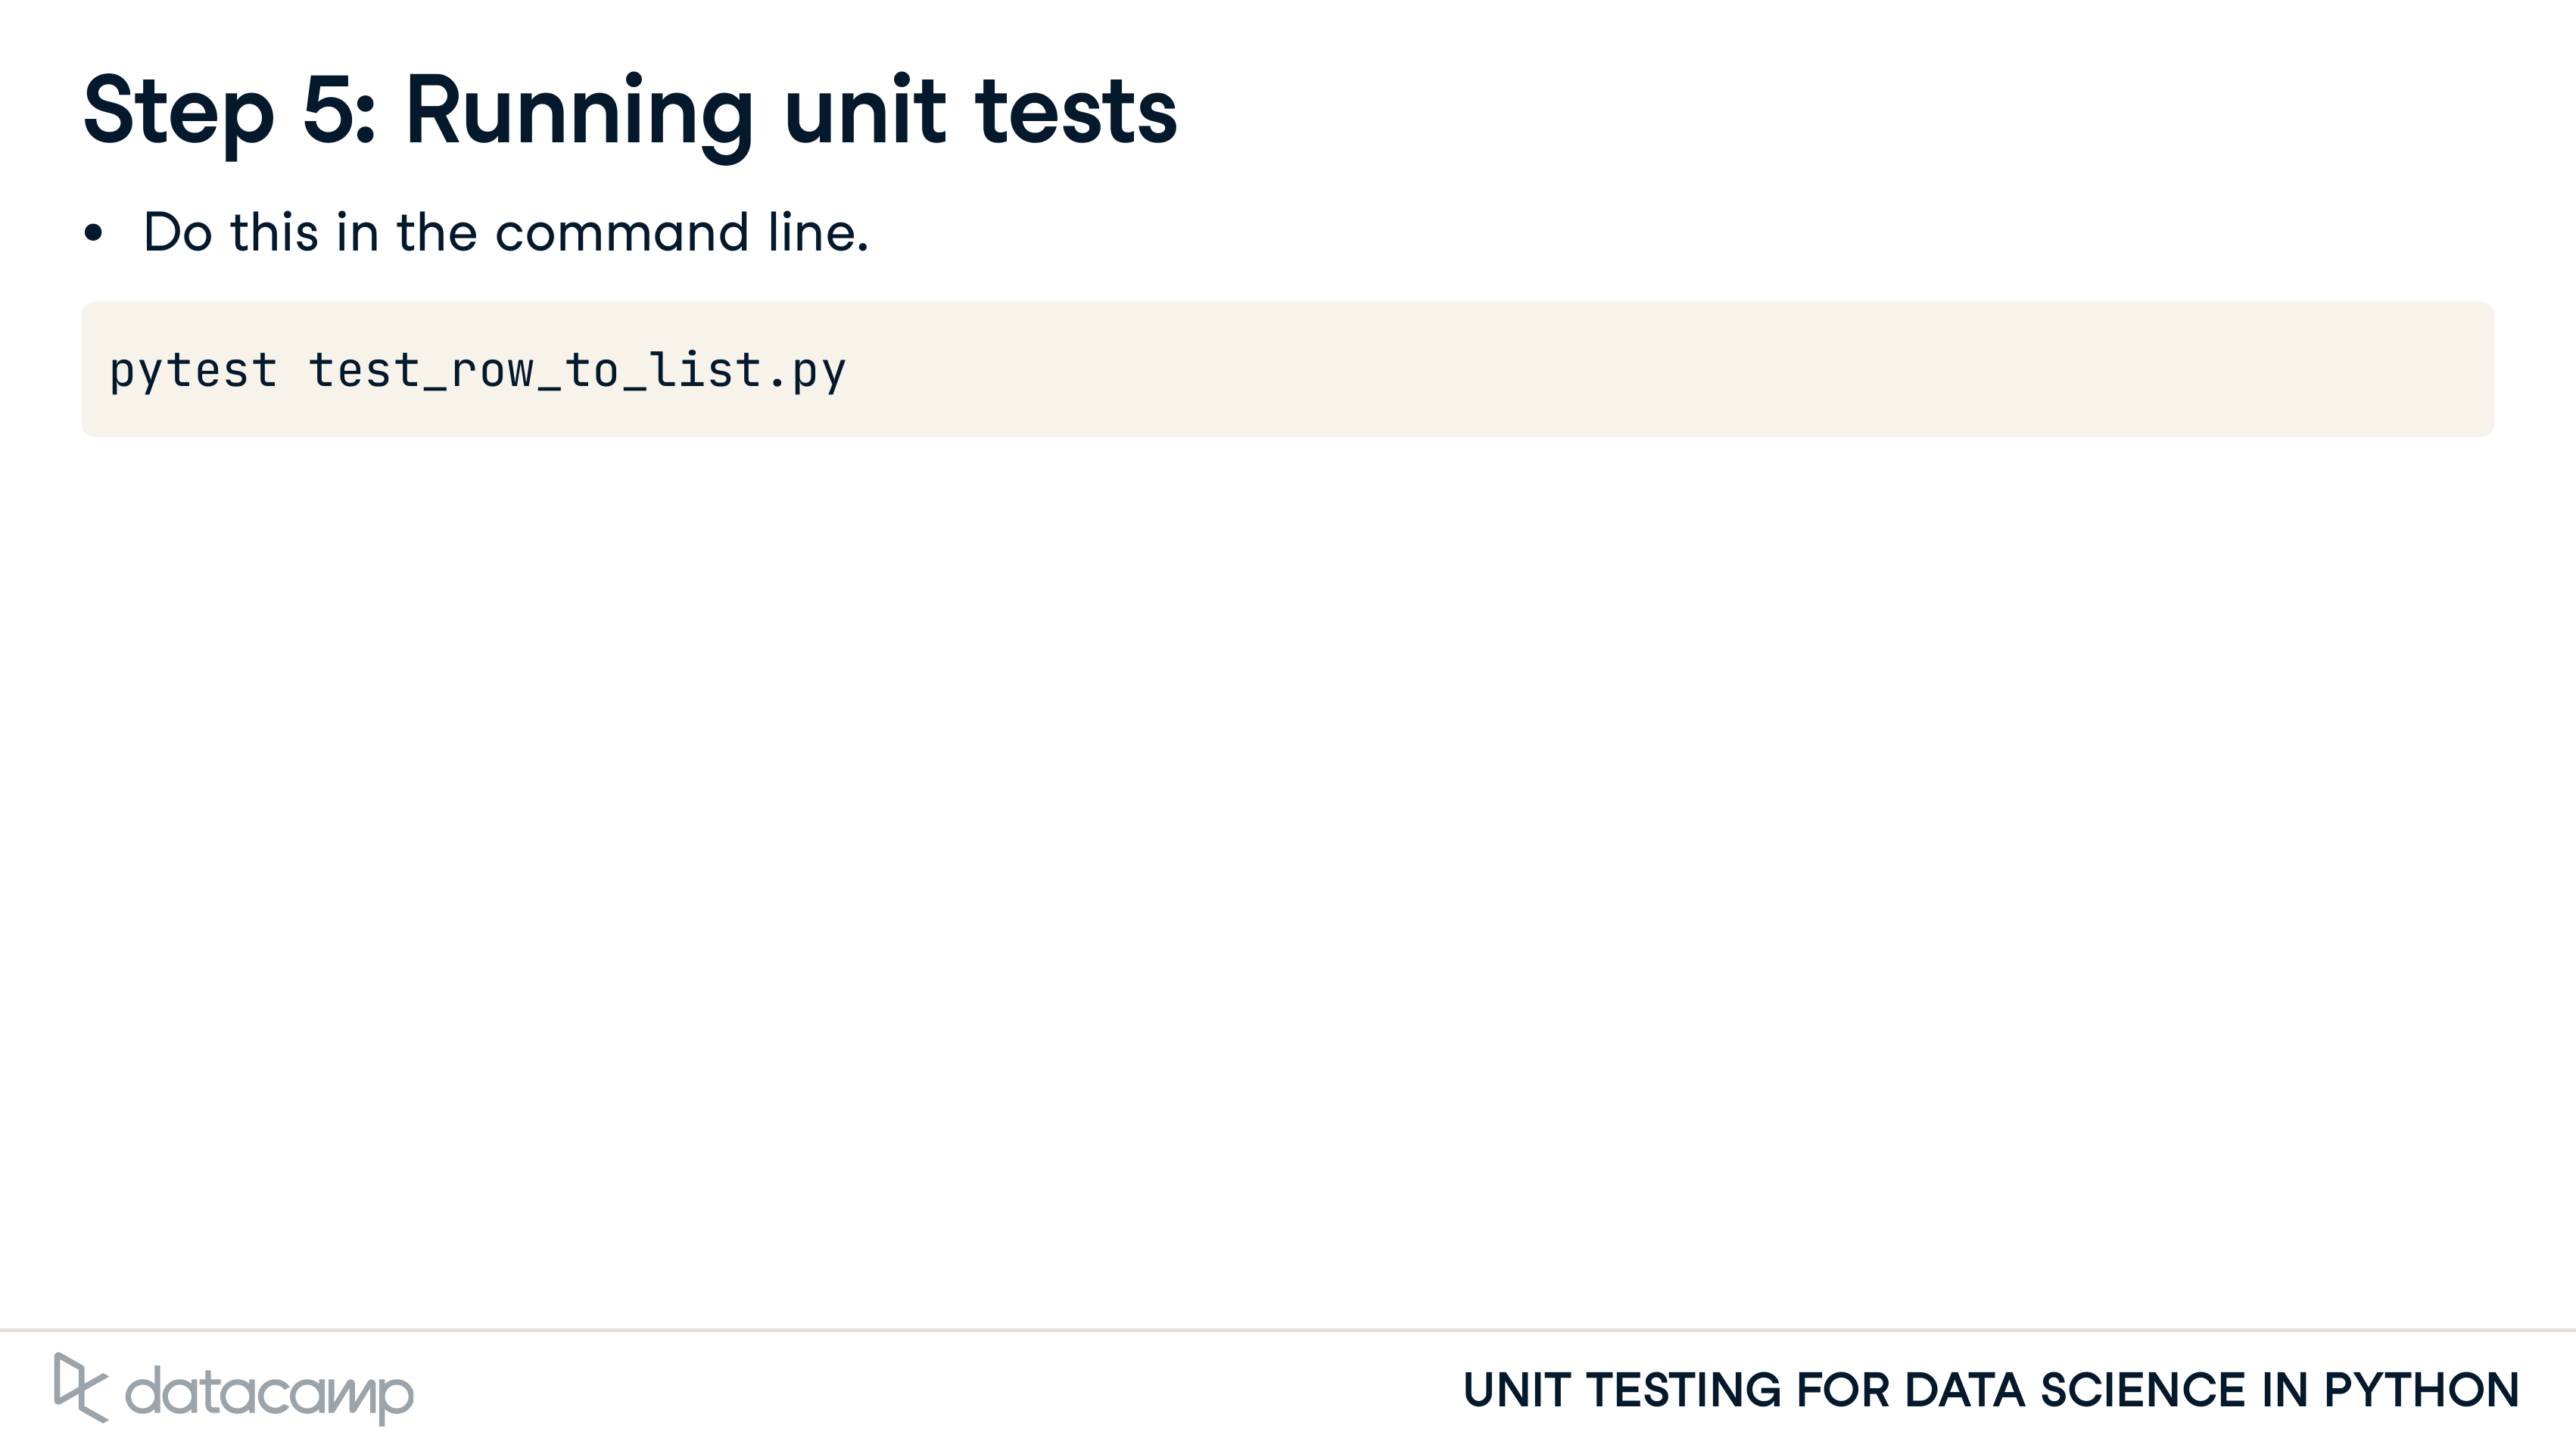 Step 5: Running unit tests
• Do this in the command line.
pytest test_row_to_list.py
datacamp
UNIT TESTING FOR DATA SCIENCE IN PYTHON